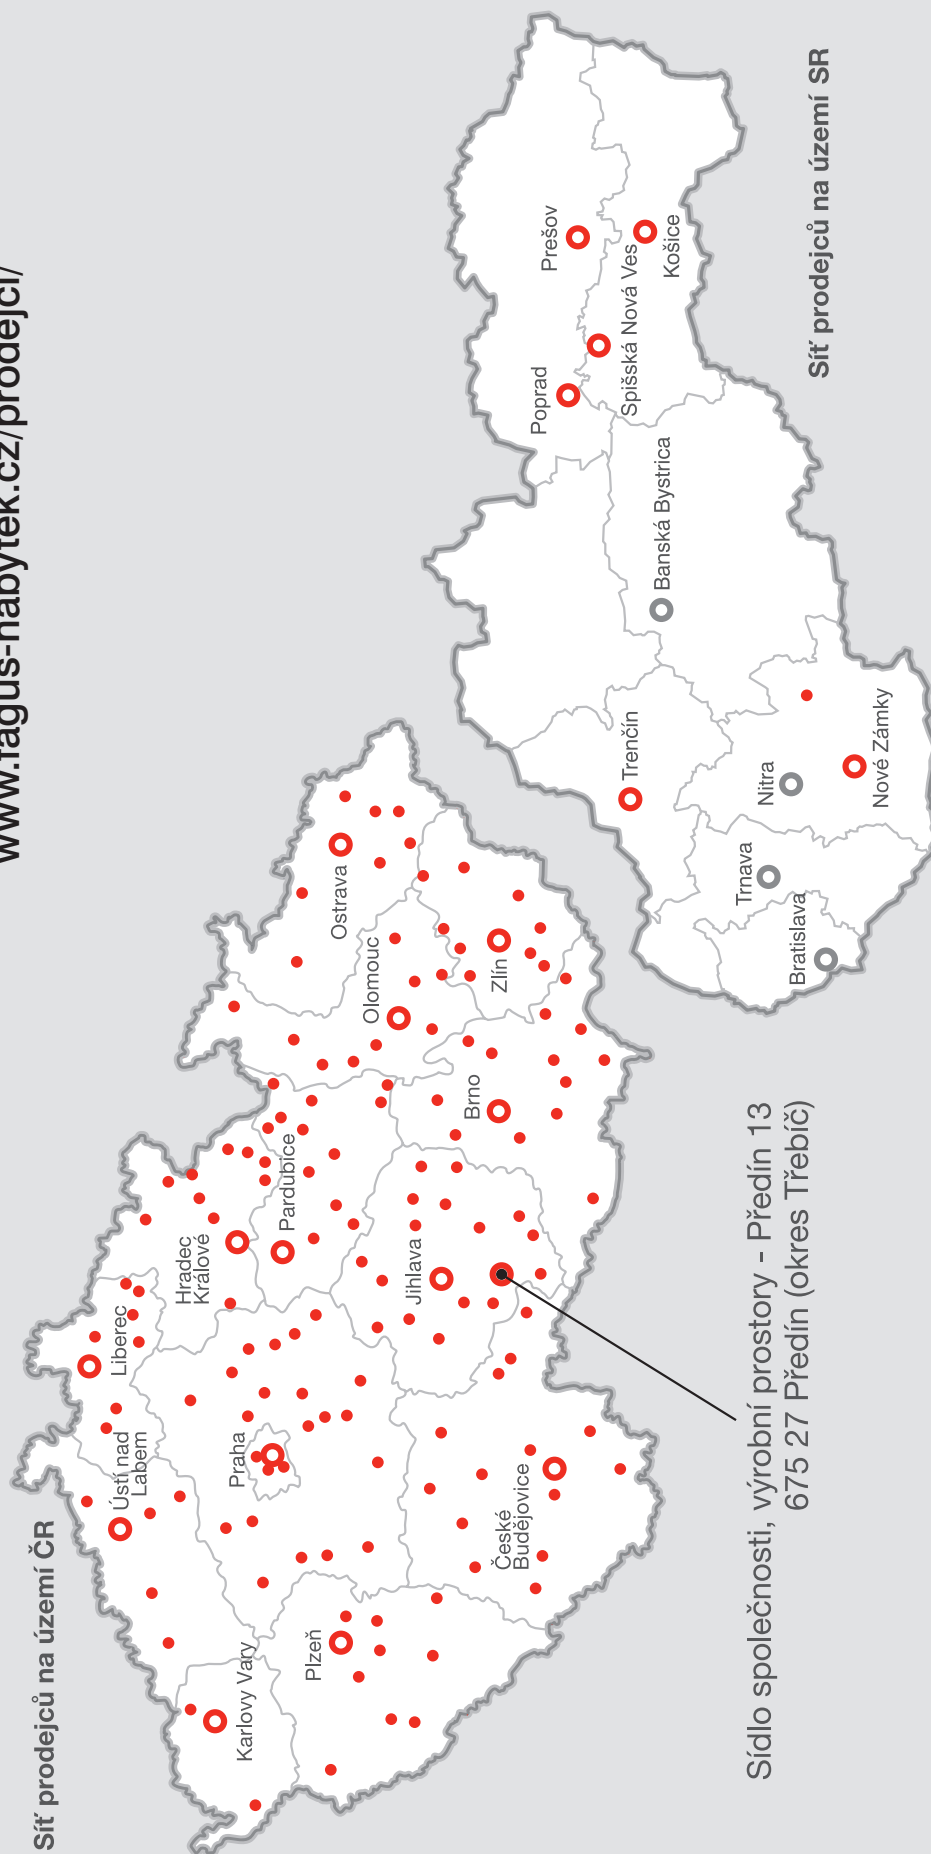 www.fagus-nabytek.cz/prodejci/
Síť prodejců na území ČR
Karlovy Vary
Plzeň
Ústí nad
Labem
Praha
Liberec
Hradec
Králové
Pardubice
České
Budějovice
Jihlava
Brno
Olomouc
Ostrava
Zlín
Sídlo společnosti, výrobní prostory - Předín 13
675 27 Předín (okres Třebíč)
Síť prodejců na území SR
Bratislava
Trnava
Nitra
Nové Zámky
Trenčín
Banská Bystrica
Poprad
Spišská Nová Ves
Prešov
Košice